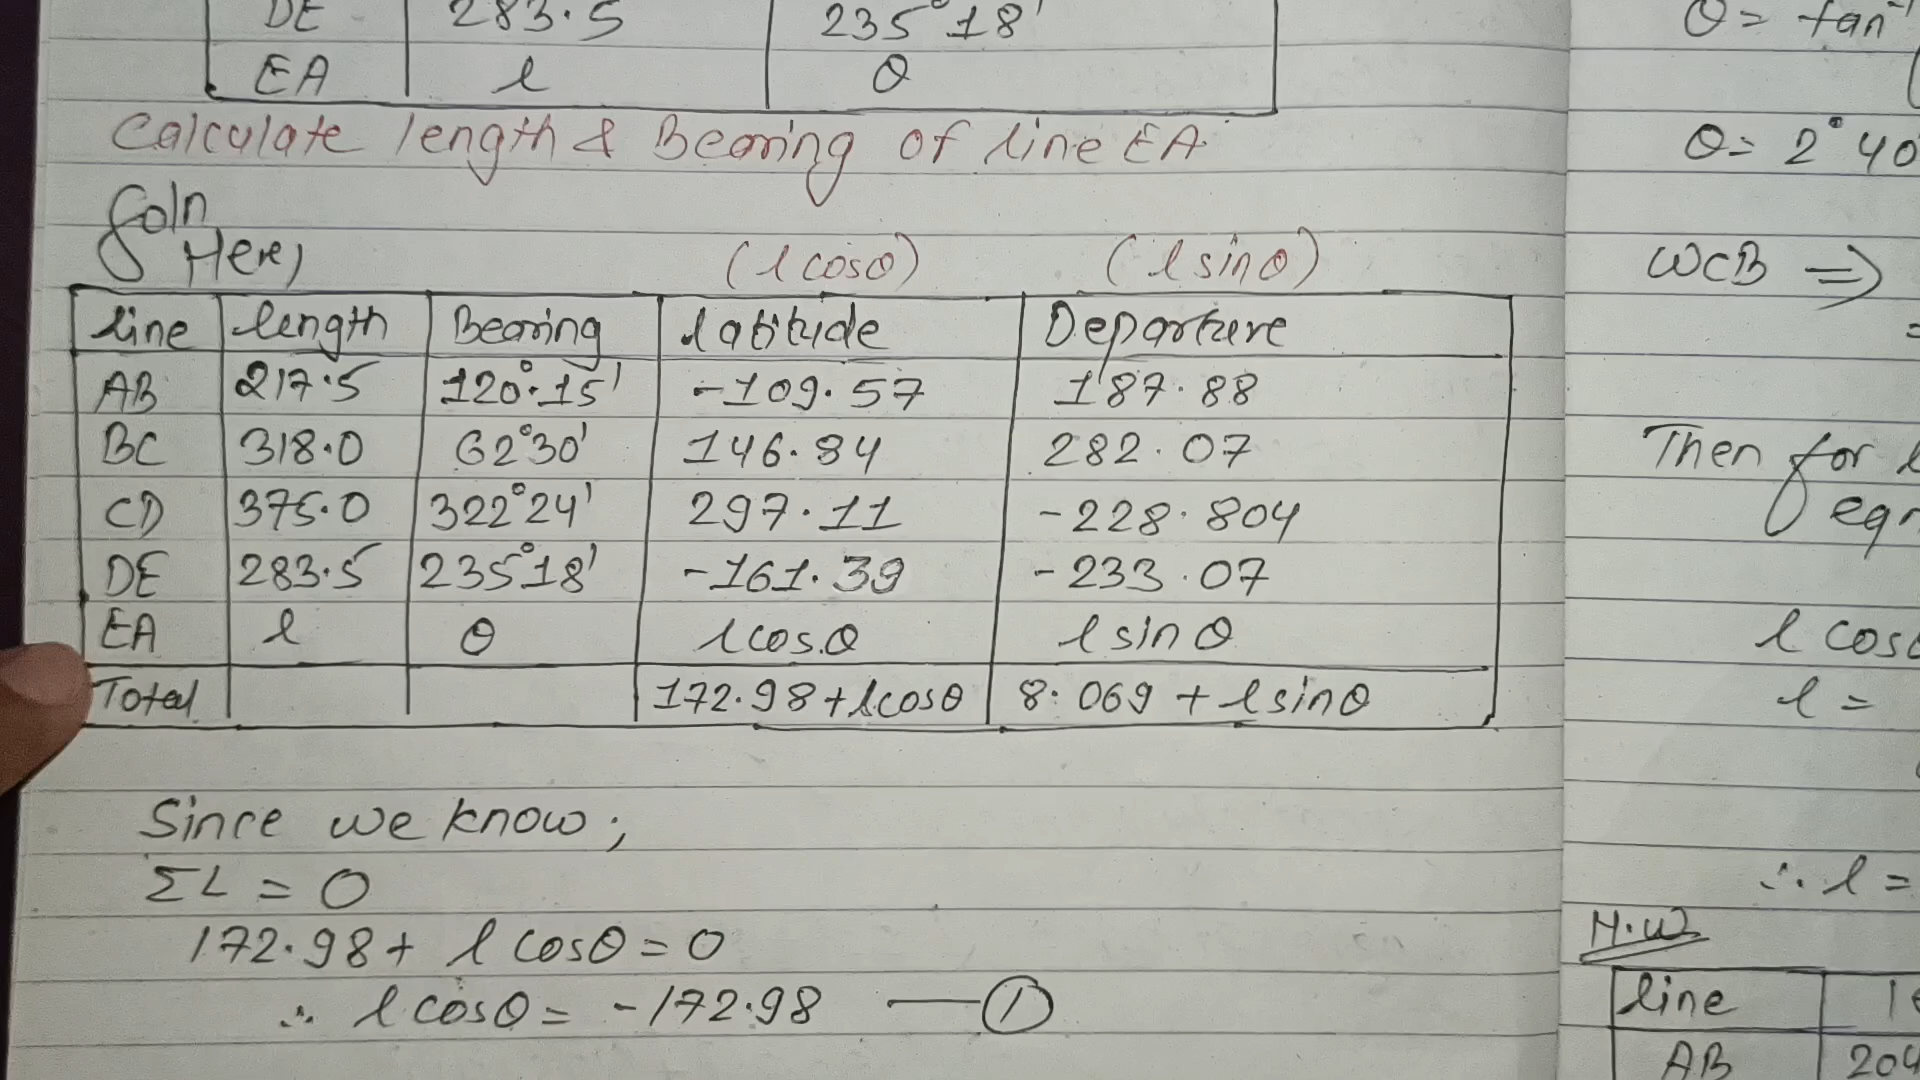 DE 283.5 235°18'
EA l θ
Calculate length & Bearing of line EA.
Soln
Here,
(l cosθ) (l sinθ)
line length Bearing latitude Departure
AB 217.5 120°.15' -109.57 187.88
BC 318.0 62°30' 146.84 282.07
CD 375.0 322°24' 297.11 -228.804
DE 283.5 235°18' -161.39 -233.07
EA l θ l cos.θ l sinθ
Total 172.98+lcosθ 8.069 + l sinθ
Since we know;
ΣL = 0
172.98+ l cosθ = 0
∴ l cosθ = -172.98 —①
θ = tan⁻¹
θ = 2°40
WCB ⇒
=
Then for l
eqn
l cosθ
l =
∴ l =
H.W
line
AB 204